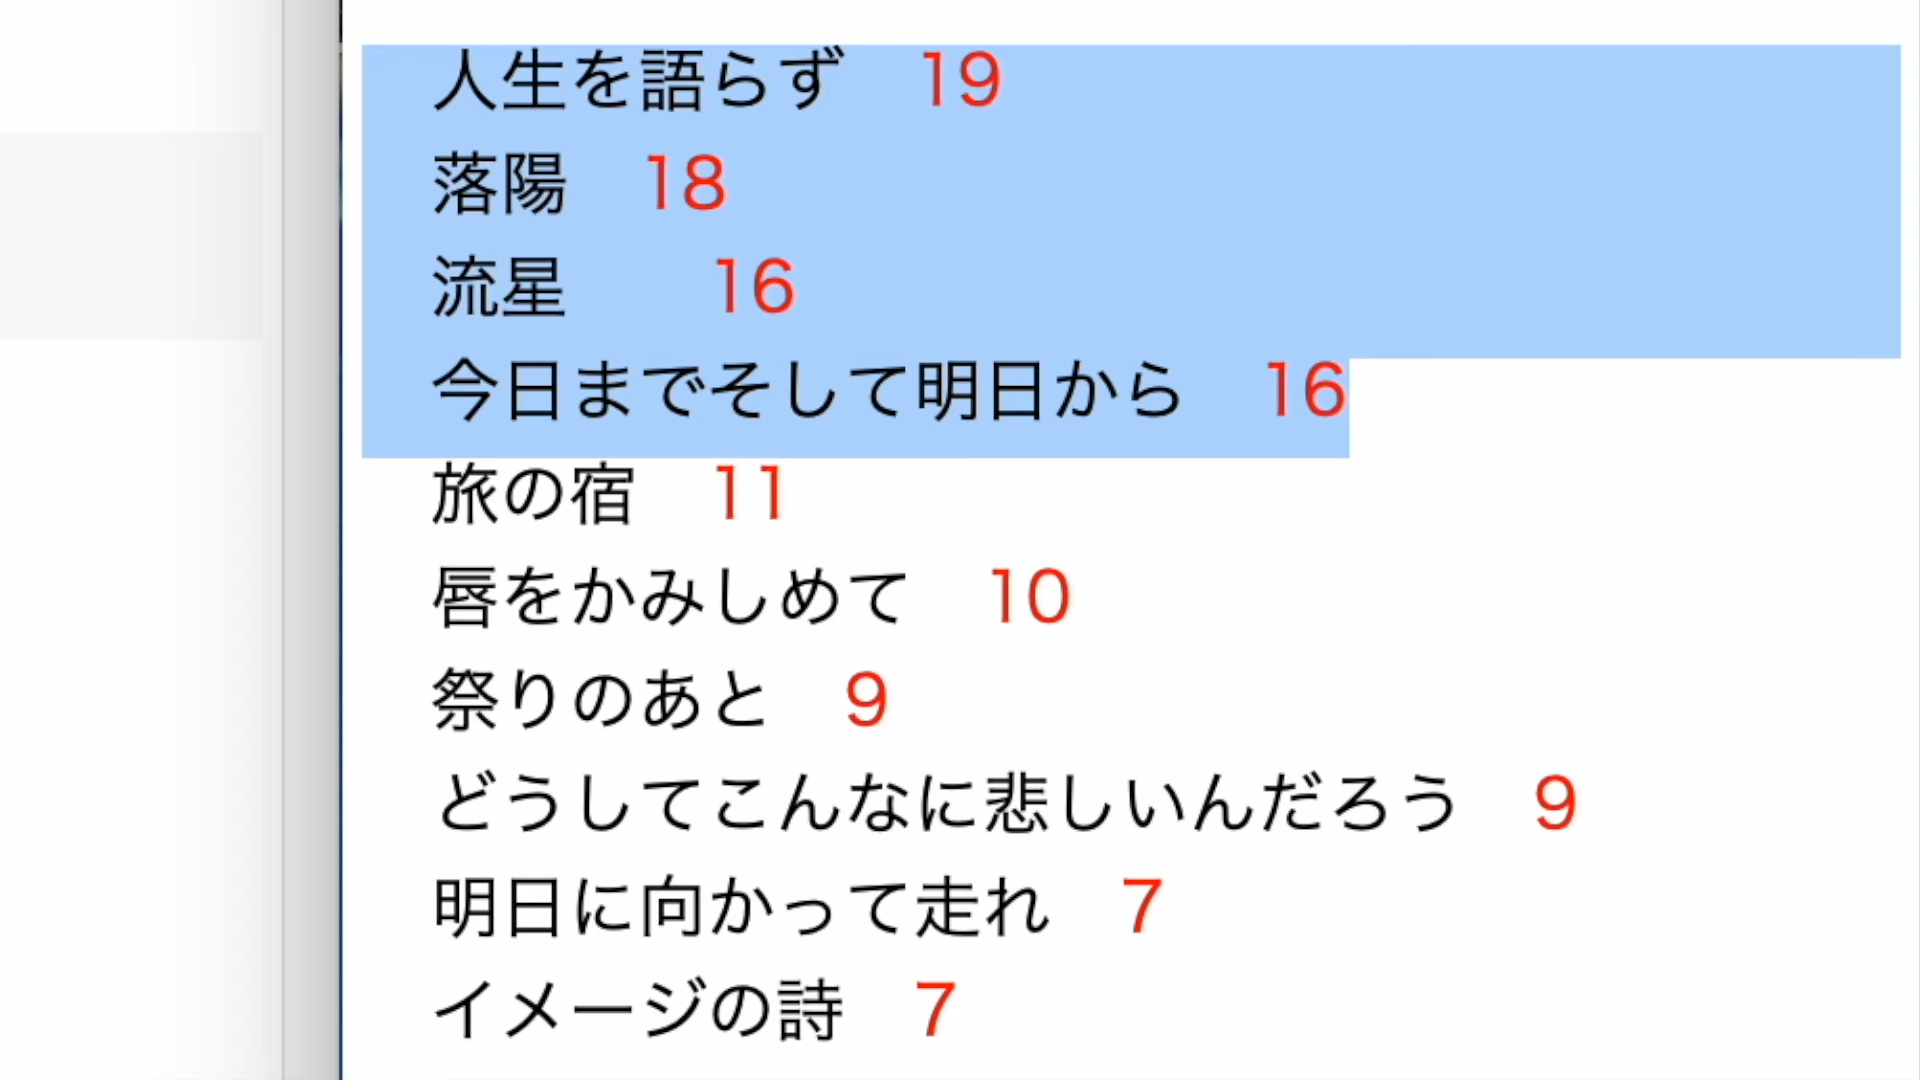 人生を語らず　19
落陽　18
流星　　16
今日までそして明日から　16
旅の宿　11
唇をかみしめて　10
祭りのあと　9
どうしてこんなに悲しいんだろう　9
明日に向かって走れ　7
イメージの詩　7